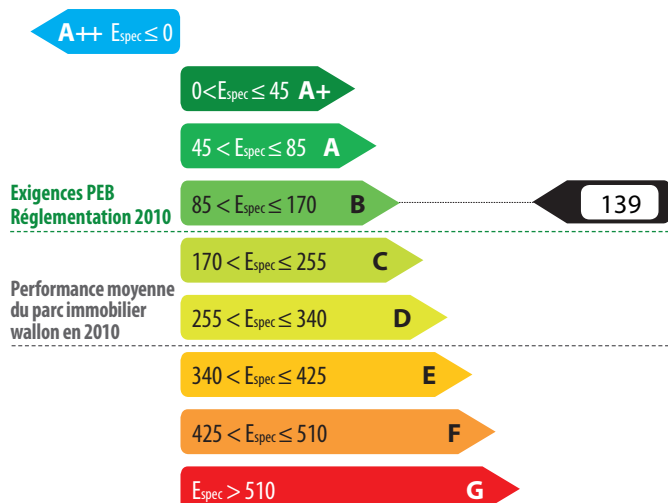 A++ Espec ≤ 0
0<Espec ≤ 45 A+
45 < Espec ≤ 85 A
Exigences PEB
Réglementation 2010
85 < Espec ≤ 170 B
139
170 < Espec ≤ 255 C
Performance moyenne
du parc immobilier
wallon en 2010
255 < Espec ≤ 340 D
340 < Espec ≤ 425 E
425 < Espec ≤ 510 F
Espec > 510 G